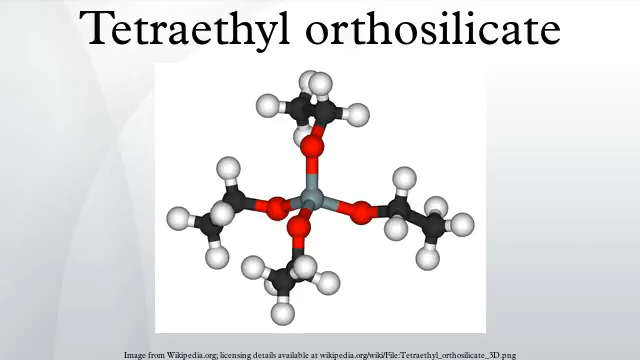 Tetraethyl orthosilicate
Image from Wikipedia.org; licensing details available at wikipedia.org/wiki/File:Tetraethyl_orthosilicate_3D.png